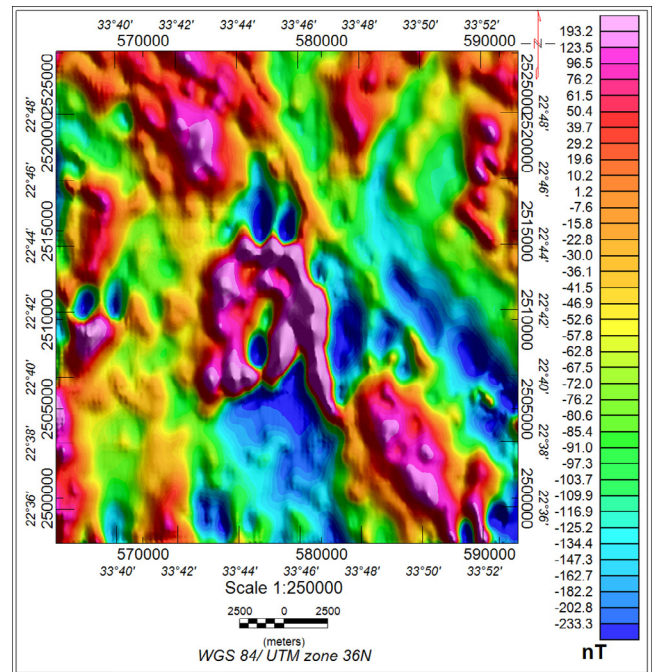 33°40' 33°42' 33°44' 33°46' 33°48' 33°50' 33°52'
570000 580000 590000
N
22°48' 22°46' 22°44' 22°42' 22°40' 22°38' 22°36'
2525000 2520000 2515000 2510000 2505000 2500000
2525000 2520000 2515000 2510000 2505000 2500000
22°48' 22°46' 22°44' 22°42' 22°40' 22°38' 22°36'
193.2
123.5
96.5
76.2
61.5
50.4
39.7
29.2
19.6
10.2
1.2
-7.6
-15.8
-22.8
-30.0
-36.1
-41.5
-46.9
-52.6
-57.6
-62.8
-67.5
-72.0
-76.2
-80.6
-85.4
-91.0
-97.3
-103.7
-109.9
-116.9
-125.2
-134.4
-147.3
-162.7
-182.2
-202.8
-233.3
nT
570000 580000 590000
33°40' 33°42' 33°44' 33°46' 33°48' 33°50' 33°52'
Scale 1:250000
2500 0 2500
(meters)
WGS 84/ UTM zone 36N